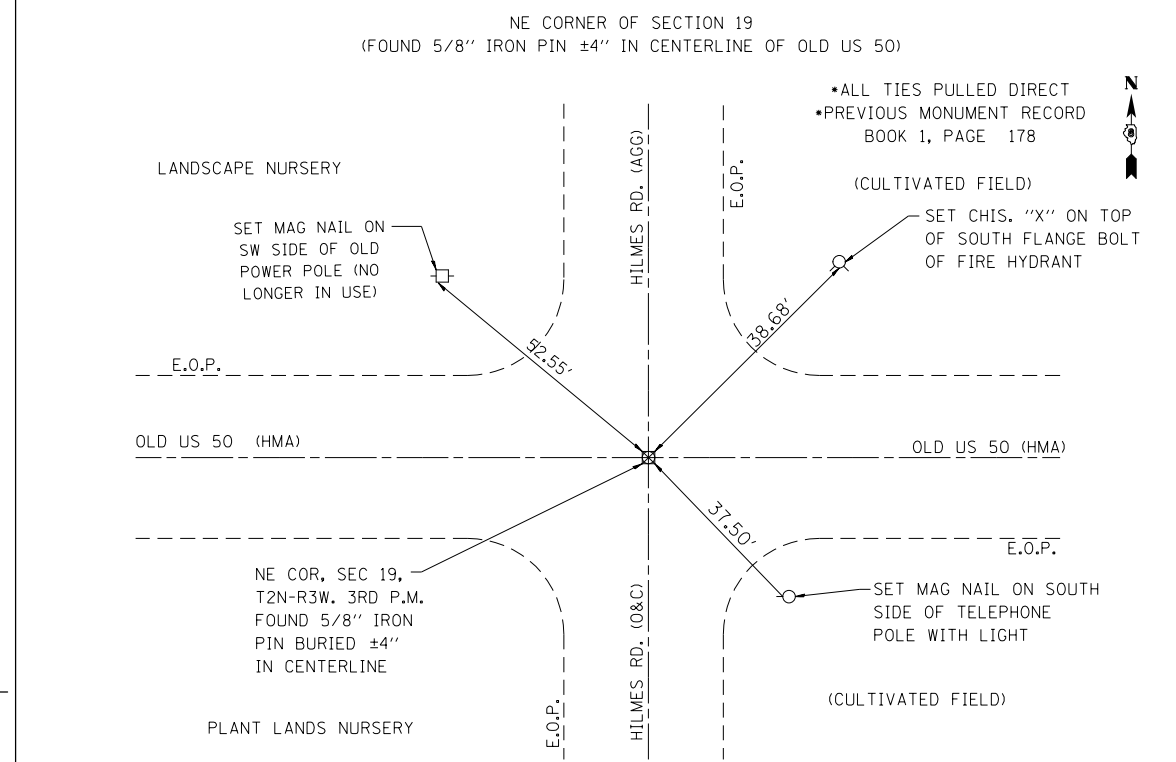 NE CORNER OF SECTION 19
(FOUND 5/8" IRON PIN ±4" IN CENTERLINE OF OLD US 50)
*ALL TIES PULLED DIRECT
*PREVIOUS MONUMENT RECORD
BOOK 1, PAGE 178
N
LANDSCAPE NURSERY
HILMES RD. (AGG)
E.O.P.
(CULTIVATED FIELD)
SET MAG NAIL ON
SW SIDE OF OLD
POWER POLE (NO
LONGER IN USE)
SET CHIS. "X" ON TOP
OF SOUTH FLANGE BOLT
OF FIRE HYDRANT
52.55'
38.68'
E.O.P.
OLD US 50 (HMA)
OLD US 50 (HMA)
37.50'
E.O.P.
NE COR, SEC 19,
T2N-R3W. 3RD P.M.
FOUND 5/8" IRON
PIN BURIED ±4"
IN CENTERLINE
SET MAG NAIL ON SOUTH
SIDE OF TELEPHONE
POLE WITH LIGHT
HILMES RD. (O&C)
E.O.P.
(CULTIVATED FIELD)
PLANT LANDS NURSERY